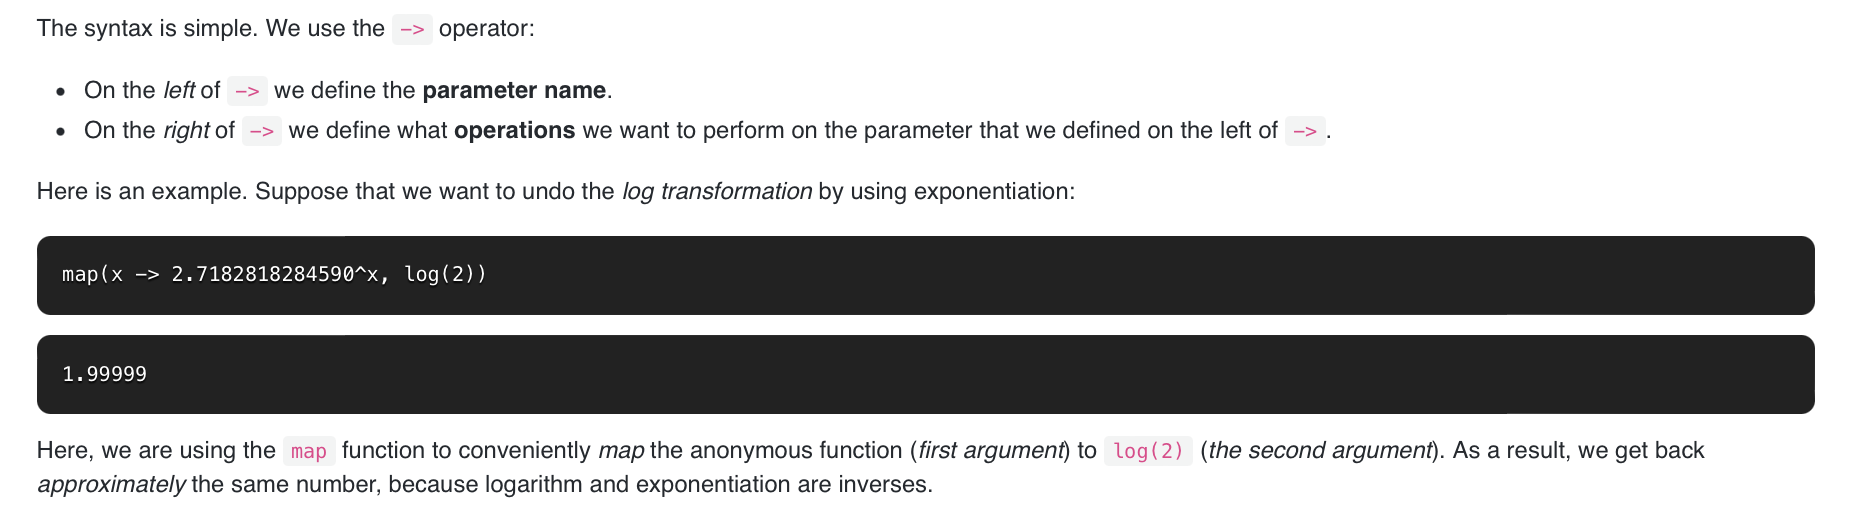 The syntax is simple. We use the -> operator:
• On the left of -> we define the parameter name.
• On the right of -> we define what operations we want to perform on the parameter that we defined on the left of ->.
Here is an example. Suppose that we want to undo the log transformation by using exponentiation:
map(x -> 2.7182818284590^x, log(2))
1.99999
Here, we are using the map function to conveniently map the anonymous function (first argument) to log(2) (the second argument). As a result, we get back
approximately the same number, because logarithm and exponentiation are inverses.